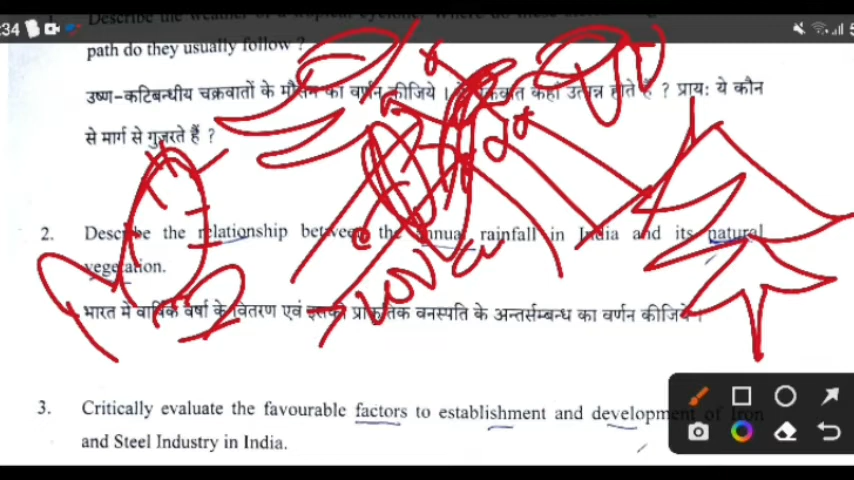 :34
path do they usually follow ?
उष्ण-कटिबन्धीय चक्रवातों के मौसम का वर्णन कीजिये । कहां उत्पन्न होते हैं ? प्रायः ये कौन
से मार्ग से गुज़रते हैं ?
2. Describe the relationship between the annual rainfall in India and its natural
vegetation.
भारत में वार्षिक वर्षा के वितरण एवं इसकी प्राकृतिक वनस्पति के अन्तर्सम्बन्ध का वर्णन कीजिये ।
3. Critically evaluate the favourable factors to establishment and development of Iron
and Steel Industry in India.